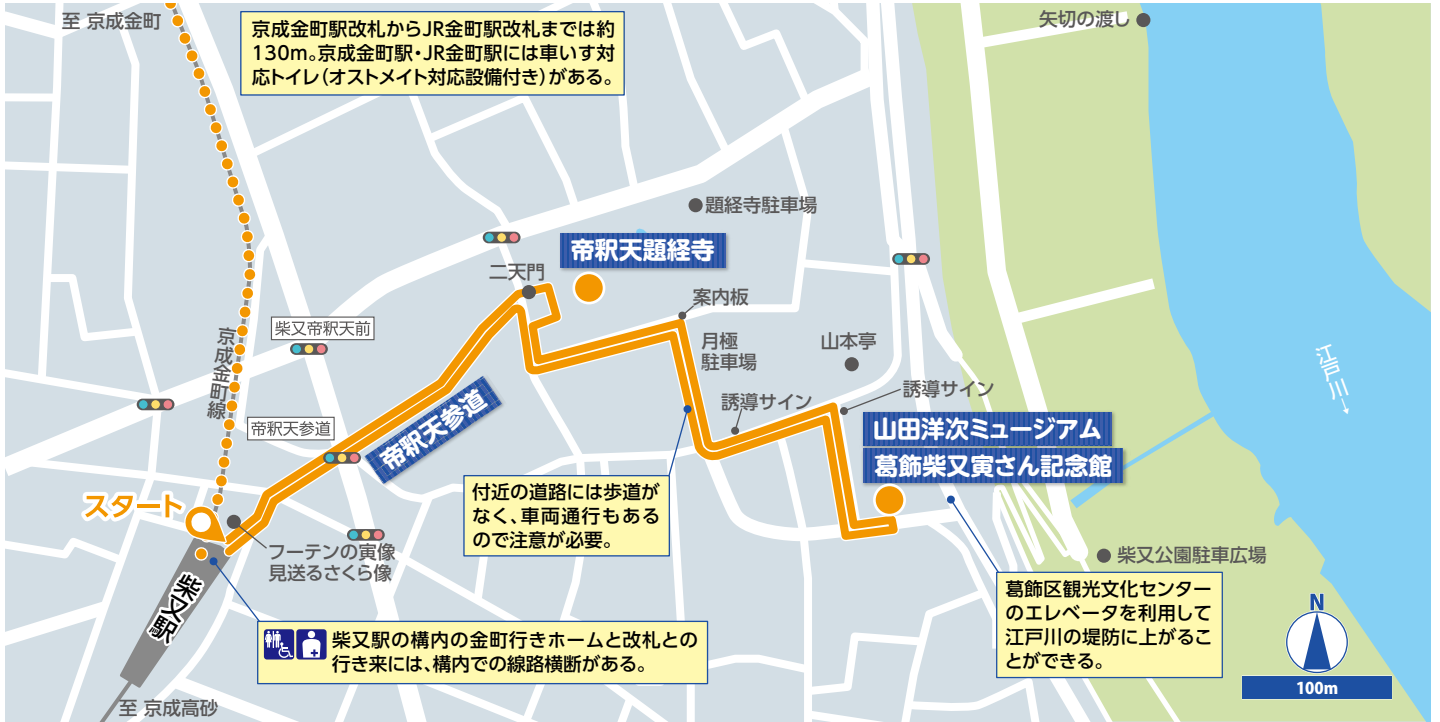 至 京成金町
京成金町駅改札からJR金町駅改札までは約
130m。京成金町駅・JR金町駅には車いす対
応トイレ（オストメイト対応設備付き）がある。
矢切の渡し
題経寺駐車場
帝釈天題経寺
二天門
案内板
柴又帝釈天前
京成金町線
月極
駐車場
山本亭
江戸川→
誘導サイン
誘導サイン
帝釈天参道
帝釈天参道
山田洋次ミュージアム
葛飾柴又寅さん記念館
スタート
付近の道路には歩道が
なく、車両通行もある
ので注意が必要。
フーテンの寅像
見送るさくら像
柴又駅
柴又公園駐車広場
葛飾区観光文化センター
のエレベータを利用して
江戸川の堤防に上がるこ
とができる。
柴又駅の構内の金町行きホームと改札との
行き来には、構内での線路横断がある。
N
100m
至 京成高砂